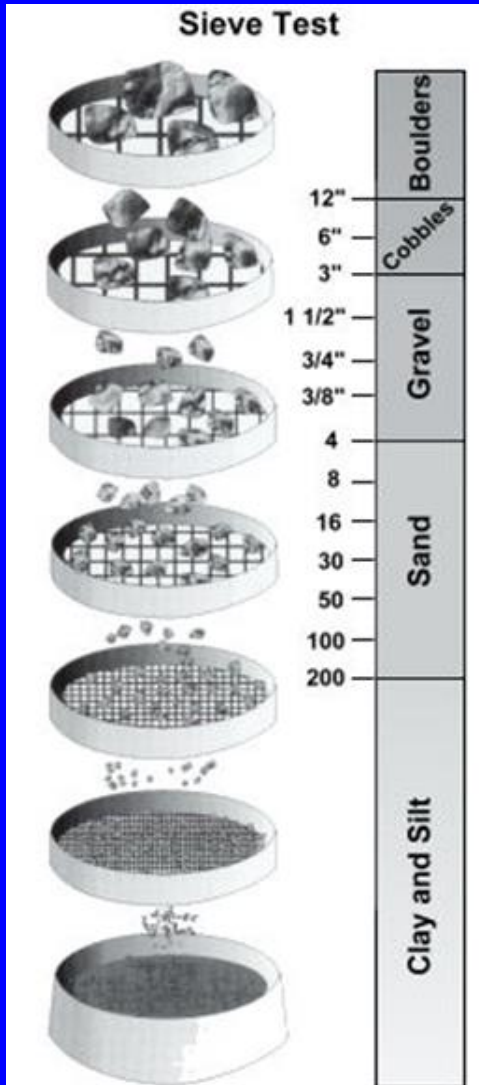 Sieve Test
Boulders
12"
Cobbles
6"
3"
1 1/2"
Gravel
3/4"
3/8"
4
8
16
Sand
30
50
100
200
Clay and Silt